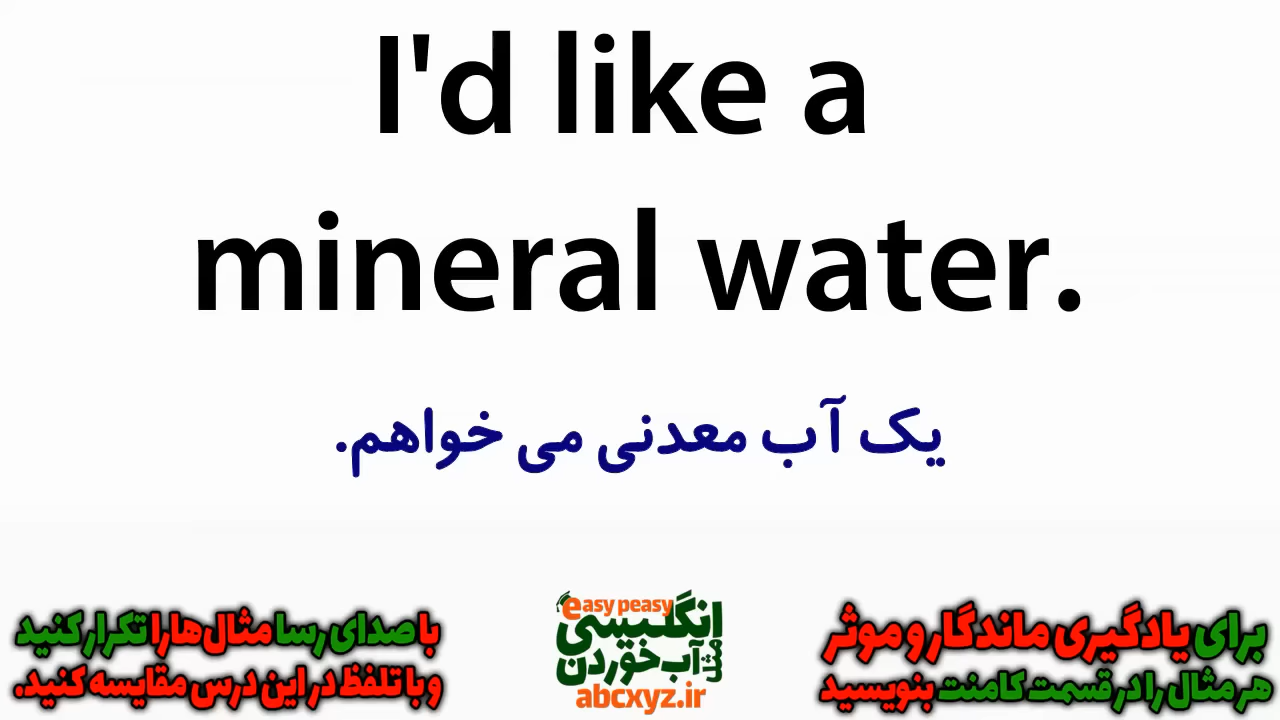 I'd like a
mineral water.
یک آب معدنی می خواهم.
برای یادگیری ماندگار و موثر
هر مثال را در قسمت کامنت بنویسید
easy peasy
انگلیسی
مثل آب خوردن
abcxyz.ir
با صدای رسا مثال‌ها را تکرار کنید
و با تلفظ در این درس مقایسه کنید.